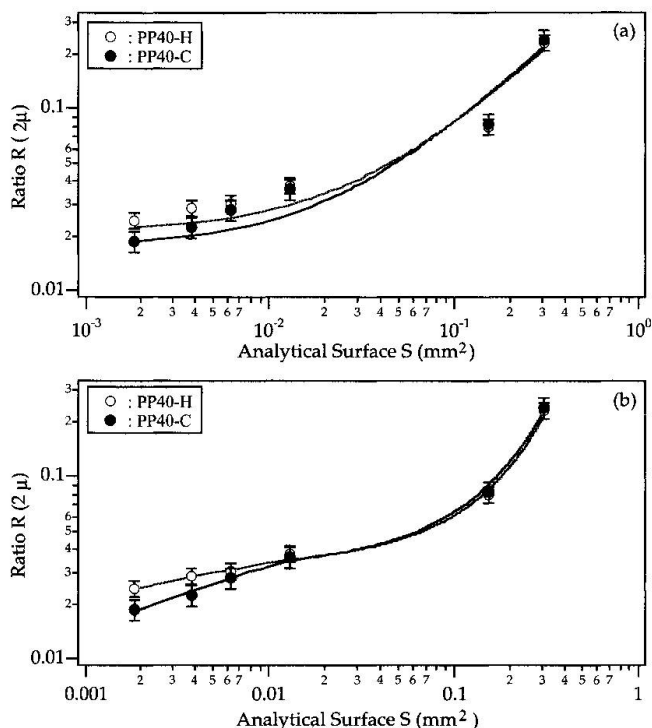 (a)
○ : PP40-H
● : PP40-C
Ratio R ( 2μ)
3
2
0.1
6
5
4
3
2
0.01
10⁻³ 2 3 4 5 6 7 10⁻² 2 3 4 5 6 7 10⁻¹ 2 3 4 5 6 7 10⁰
Analytical Surface S (mm²)
(b)
○ : PP40-H
● : PP40-C
Ratio R (2 μ)
3
2
0.1
6
5
4
3
2
0.01
0.001 2 3 4 5 6 7 0.01 2 3 4 5 6 7 0.1 2 3 4 5 6 7 1
Analytical Surface S (mm²)